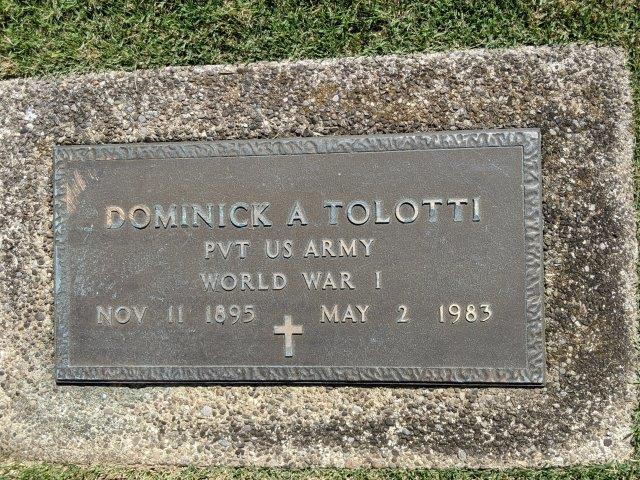 DOMINICK A TOLOTTI
PVT US ARMY
WORLD WAR I
NOV 11 1895 MAY 2 1983